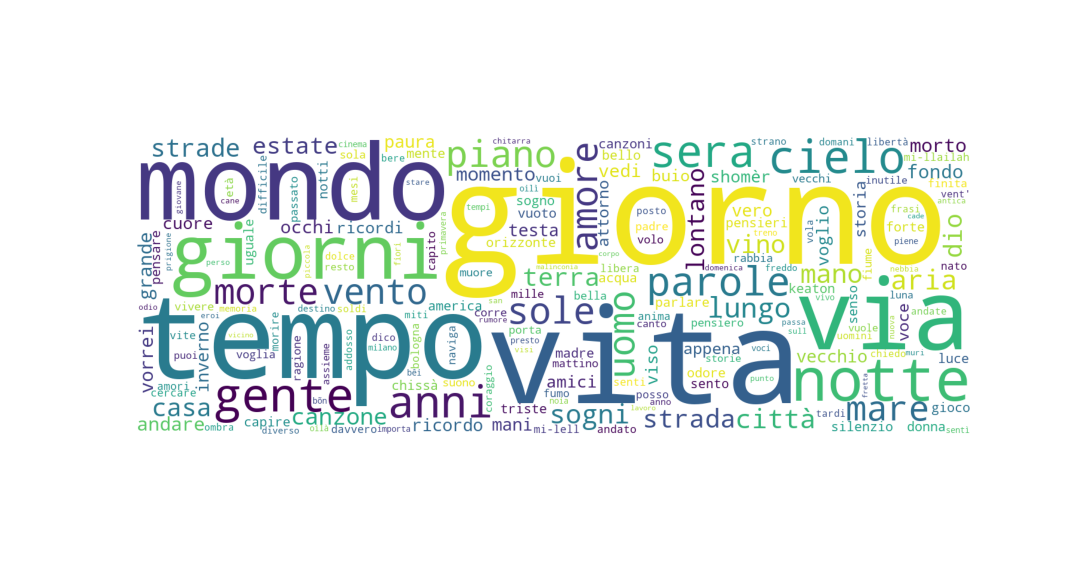 mondo
giorno
tempo
vita
via
giorni
notte
gente
anni
cielo
sera
piano
parole
mare
sole
morte
vento
amore
uomo
lontano
lungo
strada
città
sogni
terra
mano
vino
aria
dio
casa
canzone
strade
estate
paura
mente
bere
cinema
sola
chitarra
momento
vuoi
canzoni
bello
vedi
buio
shomèr
strano
domani
libertà
vecchi
inutile
morto
mi-llailah
fondo
finita
giovane
cane
età
difficile
passato
notti
mesi
stare
cuore
pensare
prigione
grande
uguale
perso
occhi
ricordi
piccola
dolce
resto
fiori
capito
primavera
oilì
sogno
tempi
vuoto
testa
orizzonte
muore
malinconia
attorno
posto
padre
volo
corpo
libera
acqua
vero
pensieri
treno
rabbia
domenica
freddo
vola
voglio
storia
frasi
cade
forte
piene
vent'
antica
nato
nebbia
fiume
keaton
senso
vivo
luna
odio
memoria
vivere
destino
soldi
america
san
mille
bella
corre
rumore
anima
canto
parlare
pensiero
passa
sull
vuole
uomini
chiedo
voce
andate
nuova
muri
vorrei
vite
eroi
puoi
voglia
inverno
morire
vicino
ragione
dico
milano
assieme
addosso
miti
bologna
naviga
porta
presto
visi
madre
mattino
viso
appena
storie
voci
odore
sento
punto
vecchio
luce
fretta
amori
cercare
bèi
chissà
suono
coraggio
amici
fumo
noia
senti
posso
anno
lavoro
triste
andare
ombra
capire
diverso
bòn
olià
davvero
importa
ricordo
mani
mi-lell
andato
tardi
silenzio
donna
gioco
senti